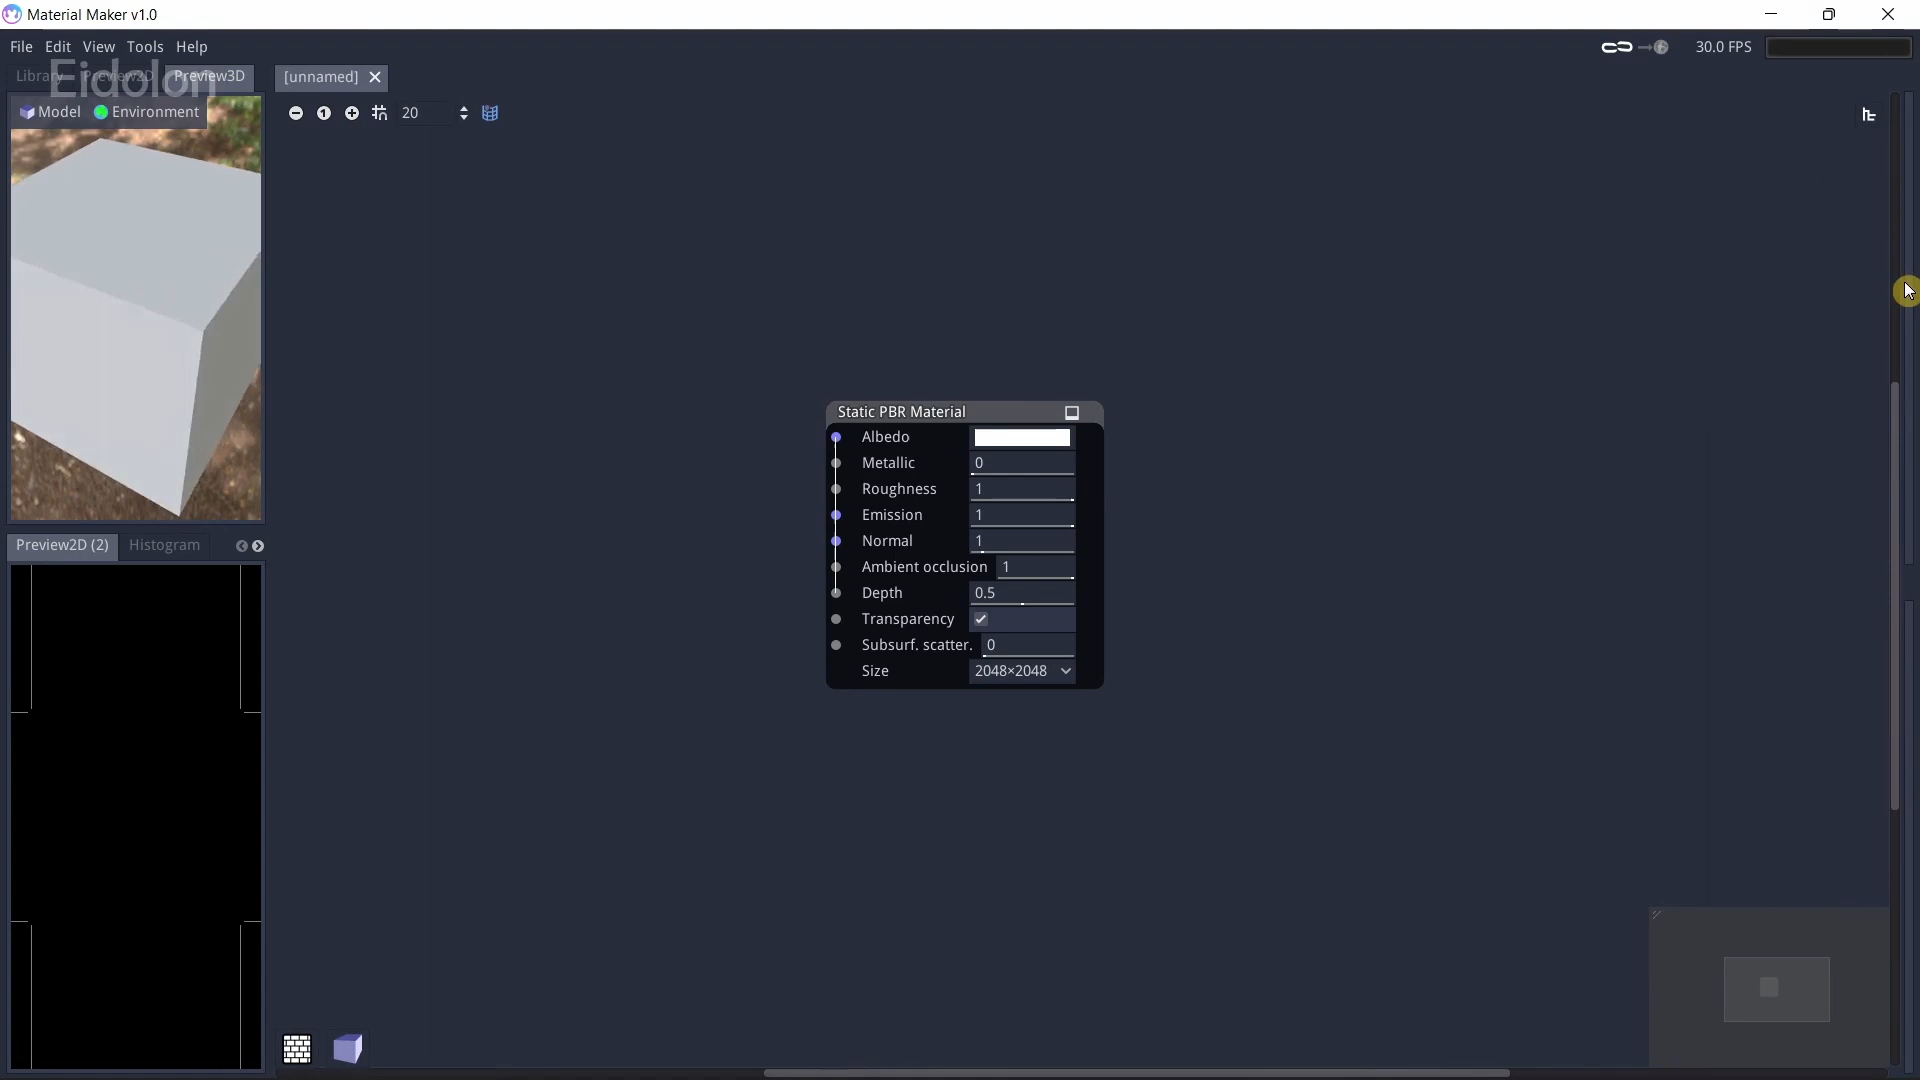 Material Maker v1.0
File Edit View Tools Help
30.0 FPS
Library Preview2D Preview3D
Eidolon
[unnamed]
Model Environment
1
20
Static PBR Material
Albedo
Metallic 0
Roughness 1
Emission 1
Normal 1
Ambient occlusion 1
Depth 0.5
Transparency
Subsurf. scatter. 0
Size 2048×2048
Preview2D (2) Histogram